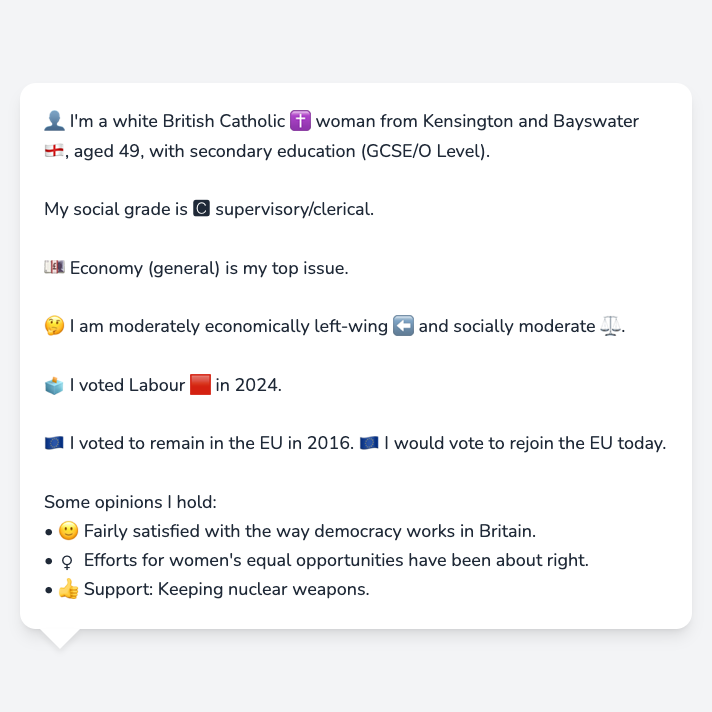 👤 I'm a white British Catholic ✝️ woman from Kensington and Bayswater
🏴󠁧󠁢󠁥󠁮󠁧󠁿, aged 49, with secondary education (GCSE/O Level).
My social grade is 🅲 supervisory/clerical.
💷 Economy (general) is my top issue.
🤔 I am moderately economically left-wing ⬅️ and socially moderate ⚖️.
🗳️ I voted Labour 🟥 in 2024.
🇪🇺 I voted to remain in the EU in 2016. 🇪🇺 I would vote to rejoin the EU today.
Some opinions I hold:
• 🙂 Fairly satisfied with the way democracy works in Britain.
• ♀ Efforts for women's equal opportunities have been about right.
• 👍 Support: Keeping nuclear weapons.